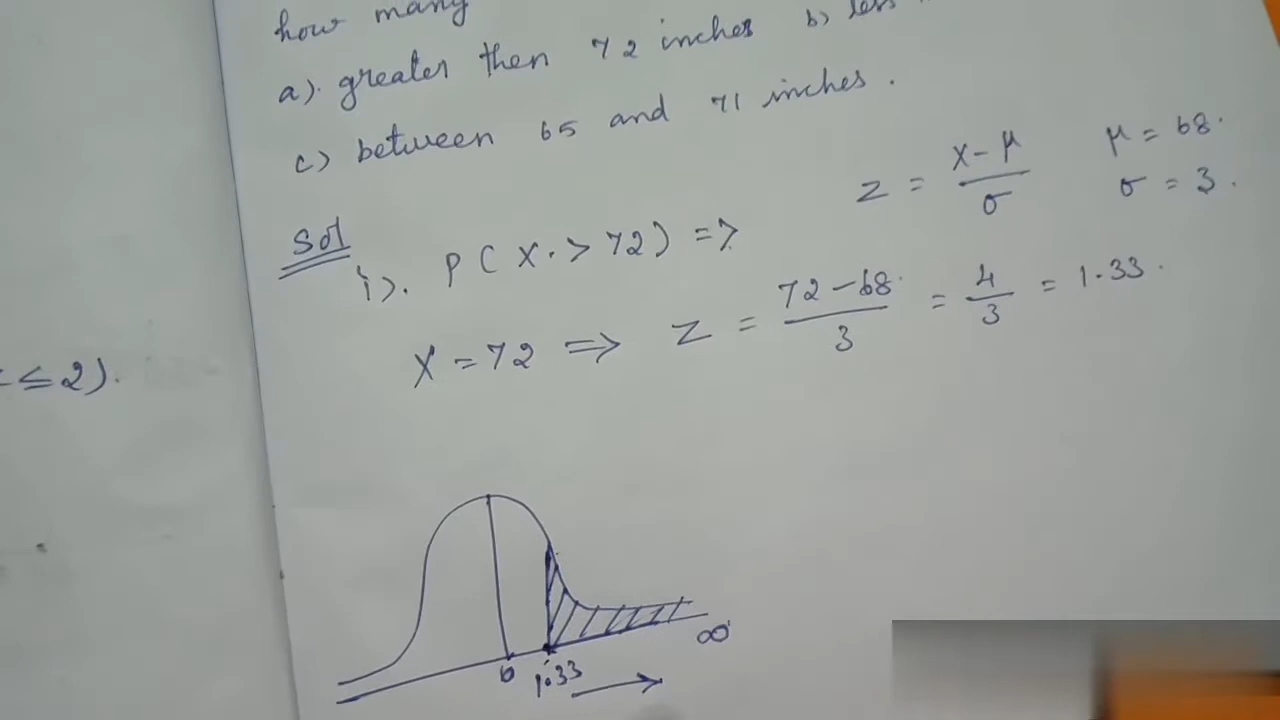 how many
a). greater then 72 inches b) less
c) between 65 and 71 inches.
z = x - μ / σ μ = 68.
σ = 3.
Sol
i). P(X.>72) =>
X = 72 => Z = 72 - 68 / 3 = 4 / 3 = 1.33.
≤ 2).
0 1.33 ∞